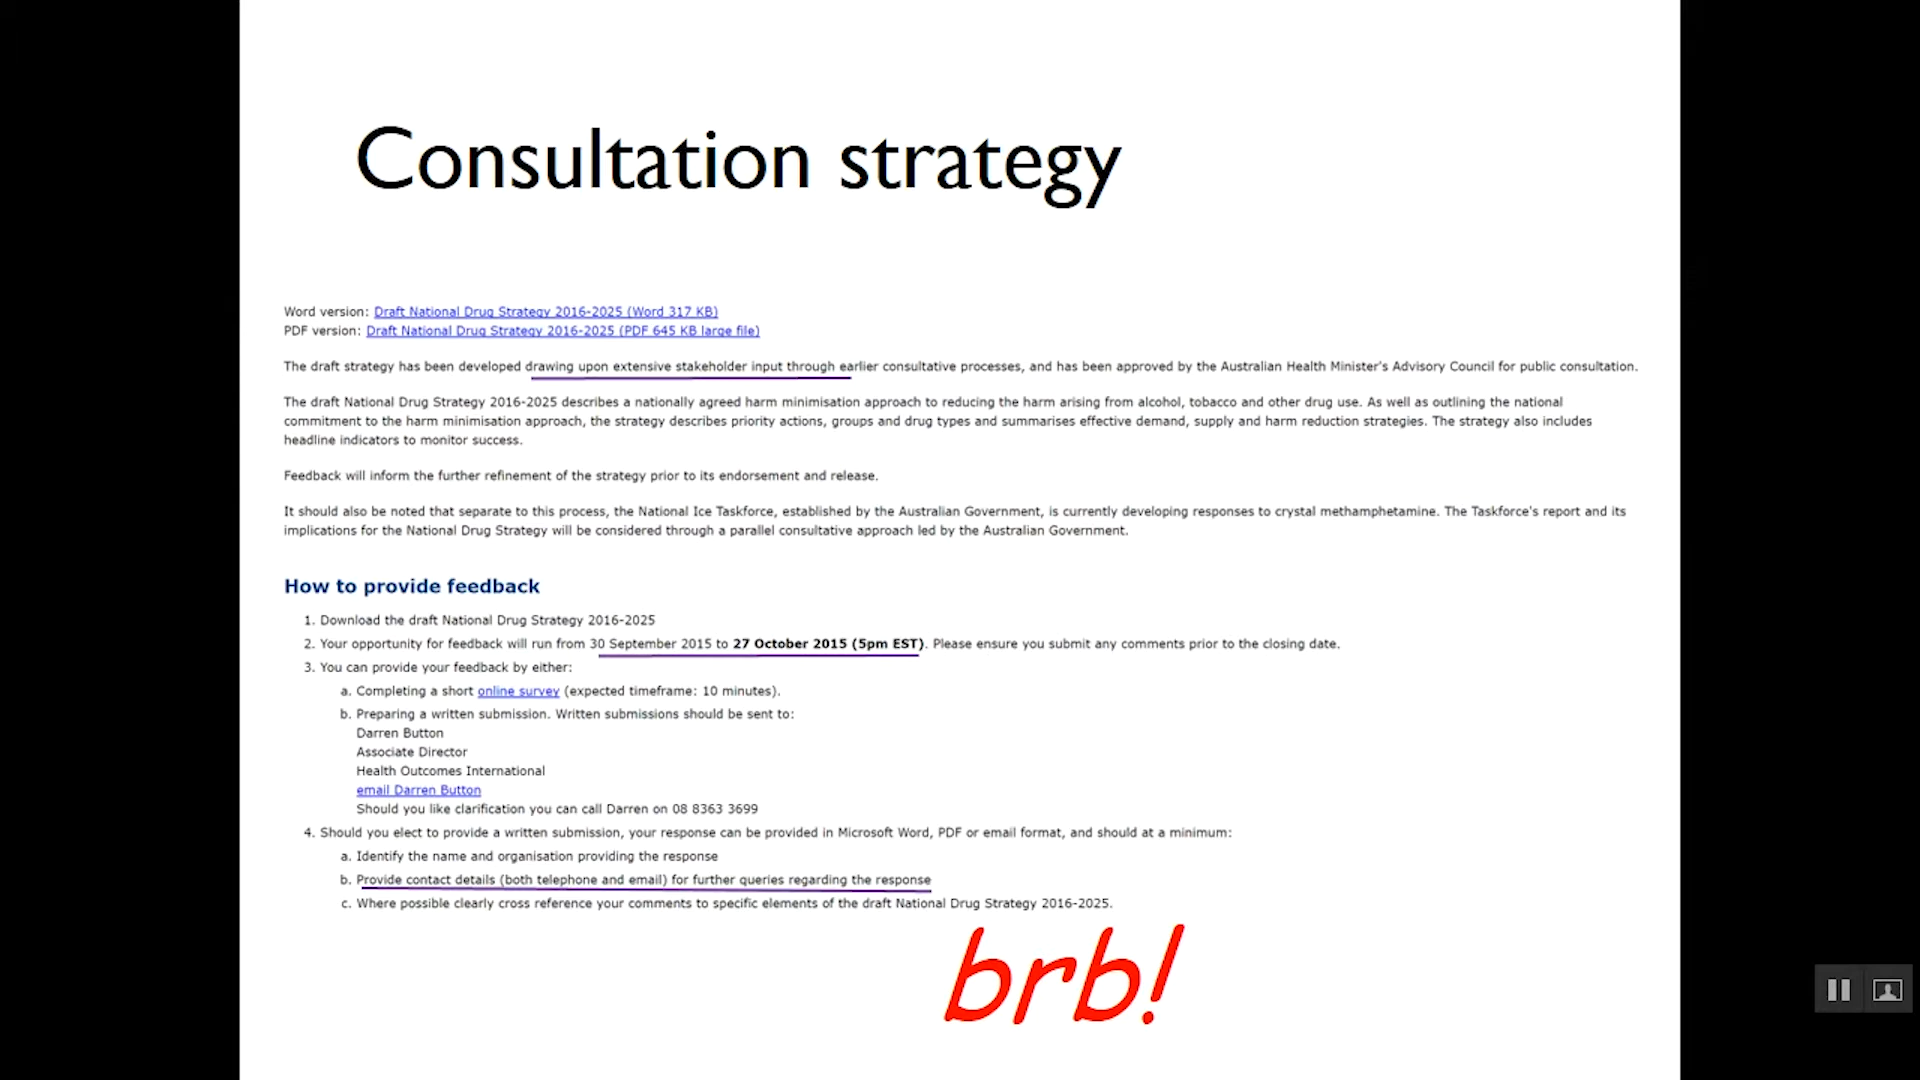 Consultation strategy
Word version: Draft National Drug Strategy 2016-2025 (Word 317 KB)
PDF version: Draft National Drug Strategy 2016-2025 (PDF 645 KB large file)
The draft strategy has been developed drawing upon extensive stakeholder input through earlier consultative processes, and has been approved by the Australian Health Minister's Advisory Council for public consultation.
The draft National Drug Strategy 2016-2025 describes a nationally agreed harm minimisation approach to reducing the harm arising from alcohol, tobacco and other drug use. As well as outlining the national
commitment to the harm minimisation approach, the strategy describes priority actions, groups and drug types and summarises effective demand, supply and harm reduction strategies. The strategy also includes
headline indicators to monitor success.
Feedback will inform the further refinement of the strategy prior to its endorsement and release.
It should also be noted that separate to this process, the National Ice Taskforce, established by the Australian Government, is currently developing responses to crystal methamphetamine. The Taskforce's report and its
implications for the National Drug Strategy will be considered through a parallel consultative approach led by the Australian Government.
How to provide feedback
1. Download the draft National Drug Strategy 2016-2025
2. Your opportunity for feedback will run from 30 September 2015 to 27 October 2015 (5pm EST). Please ensure you submit any comments prior to the closing date.
3. You can provide your feedback by either:
a. Completing a short online survey (expected timeframe: 10 minutes).
b. Preparing a written submission. Written submissions should be sent to:
Darren Button
Associate Director
Health Outcomes International
email Darren Button
Should you like clarification you can call Darren on 08 8363 3699
4. Should you elect to provide a written submission, your response can be provided in Microsoft Word, PDF or email format, and should at a minimum:
a. Identify the name and organisation providing the response
b. Provide contact details (both telephone and email) for further queries regarding the response
c. Where possible clearly cross reference your comments to specific elements of the draft National Drug Strategy 2016-2025.
brb!